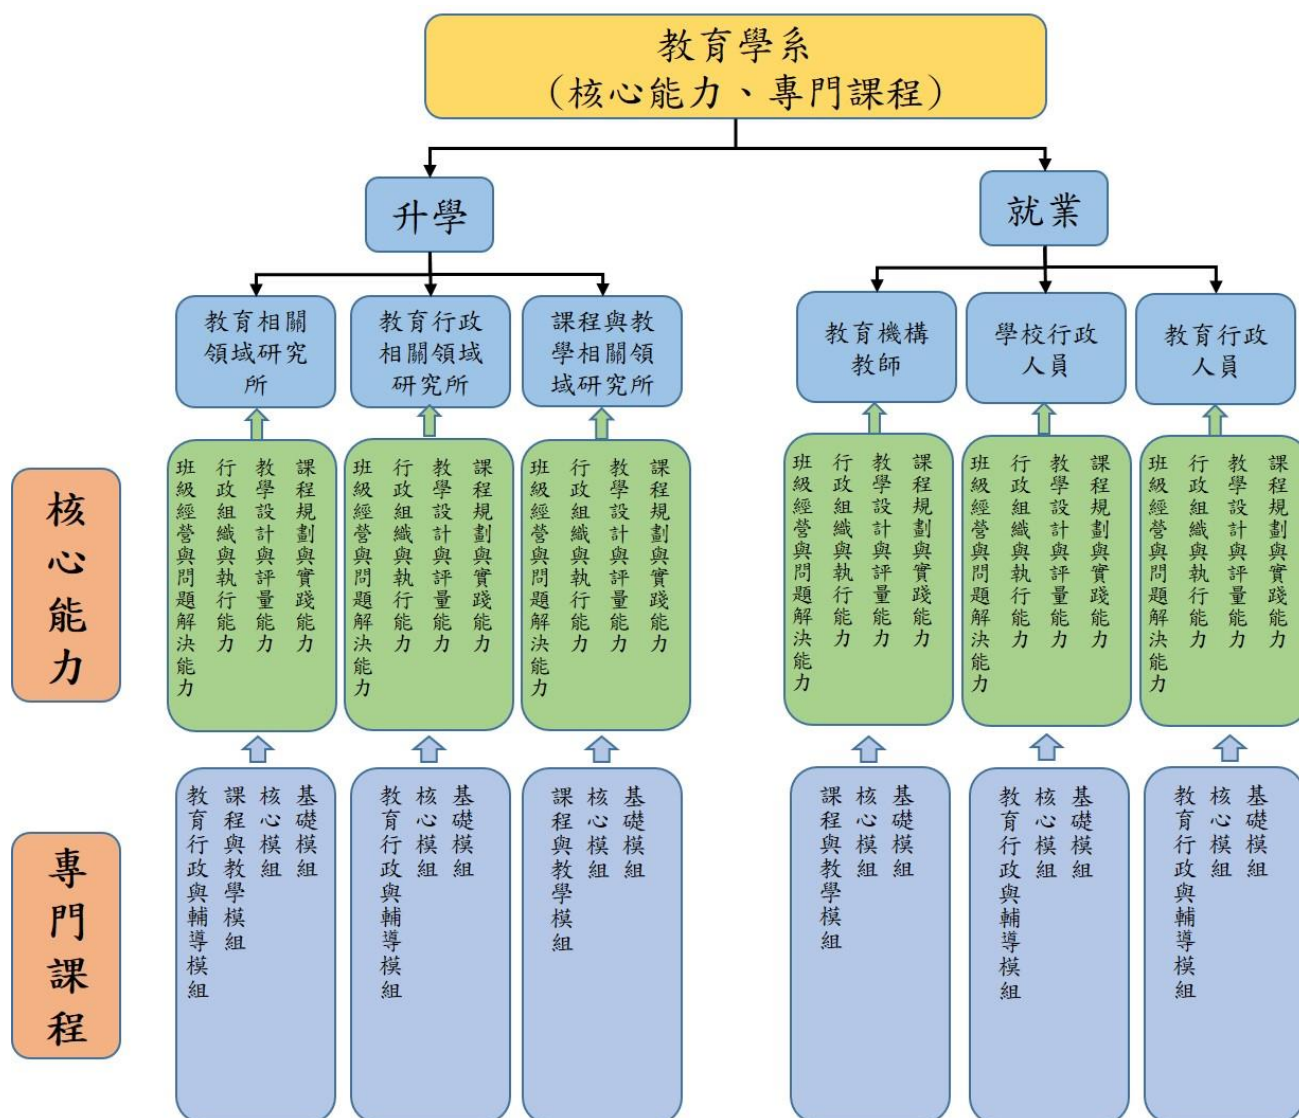 教育學系
(核心能力、專門課程)
升學
就業
教育相關
領域研究
所
教育行政
相關領域
研究所
課程與教
學相關領
域研究所
教育機構
教師
學校行政
人員
教育行政
人員
核心能力
課程規劃與實踐能力
教學設計與評量能力
行政組織與執行能力
班級經營與問題解決能力
課程規劃與實踐能力
教學設計與評量能力
行政組織與執行能力
班級經營與問題解決能力
課程規劃與實踐能力
教學設計與評量能力
行政組織與執行能力
班級經營與問題解決能力
課程規劃與實踐能力
教學設計與評量能力
行政組織與執行能力
班級經營與問題解決能力
課程規劃與實踐能力
教學設計與評量能力
行政組織與執行能力
班級經營與問題解決能力
課程規劃與實踐能力
教學設計與評量能力
行政組織與執行能力
班級經營與問題解決能力
專門課程
基礎模組
核心模組
課程與教學模組
教育行政與輔導模組
基礎模組
核心模組
教育行政與輔導模組
基礎模組
核心模組
課程與教學模組
基礎模組
核心模組
課程與教學模組
基礎模組
核心模組
教育行政與輔導模組
基礎模組
核心模組
教育行政與輔導模組